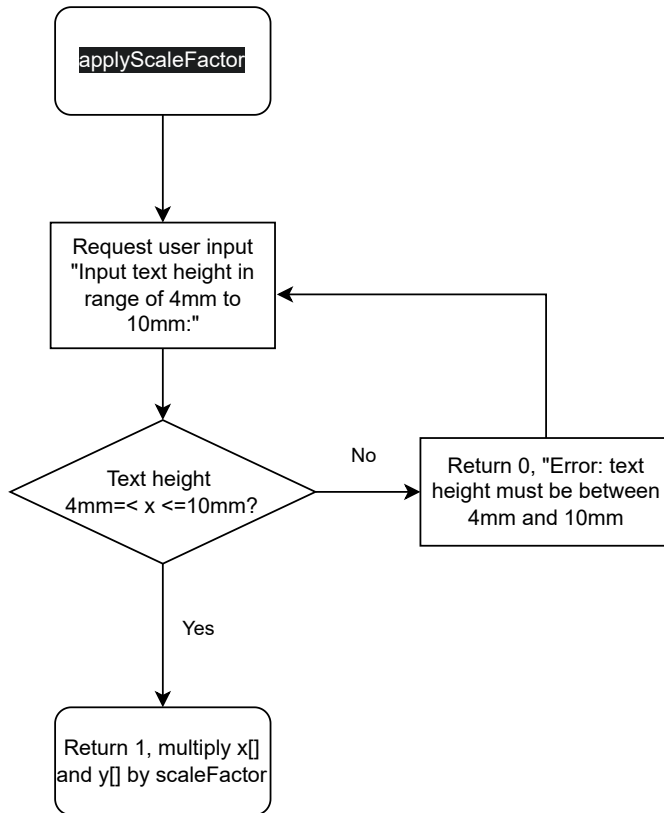 applyScaleFactor
Request user input
"Input text height in
range of 4mm to
10mm:"
Text height
4mm=< x <=10mm?
No
Return 0, "Error: text
height must be between
4mm and 10mm
Yes
Return 1, multiply x[]
and y[] by scaleFactor